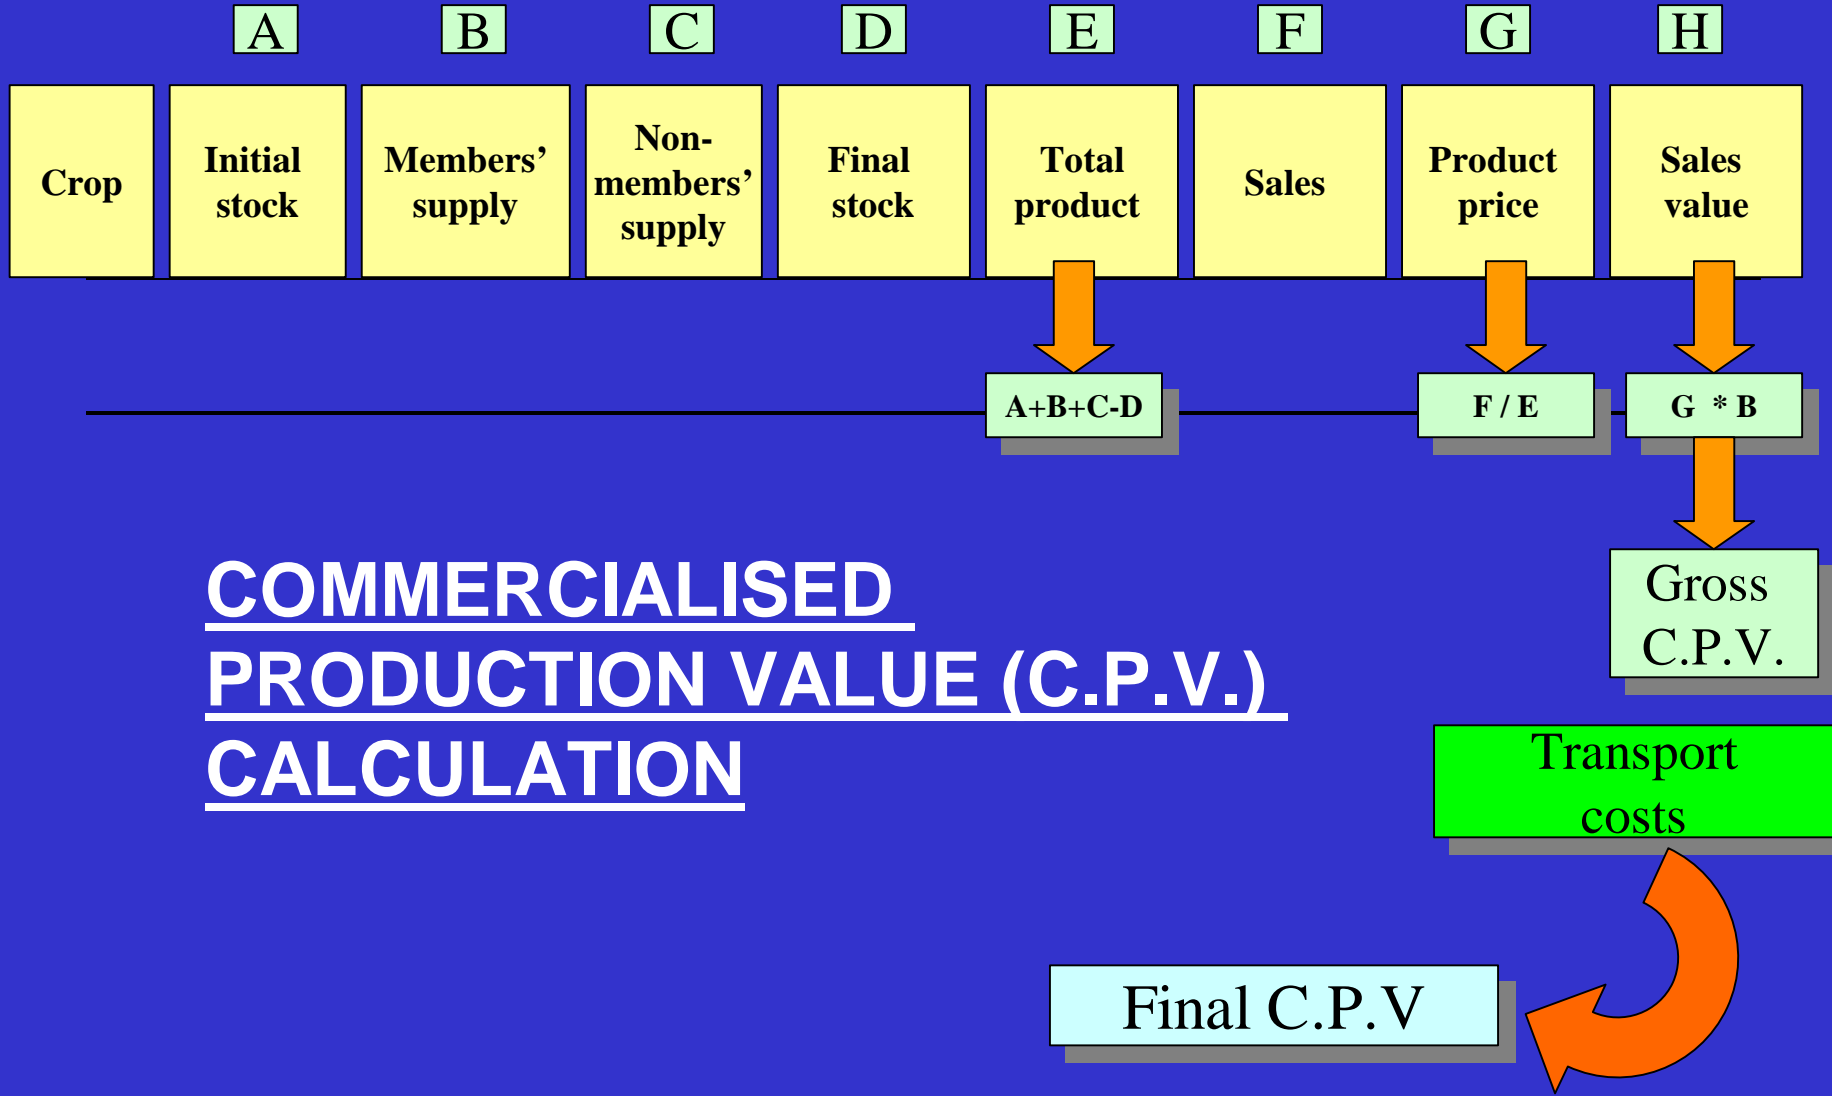 A B C D E F G H
Crop
Initial
stock
Members’
supply
Non-
members’
supply
Final
stock
Total
product
Sales
Product
price
Sales
value
A+B+C-D
F / E
G * B
COMMERCIALISED
PRODUCTION VALUE (C.P.V.)
CALCULATION
Gross
C.P.V.
Transport
costs
Final C.P.V